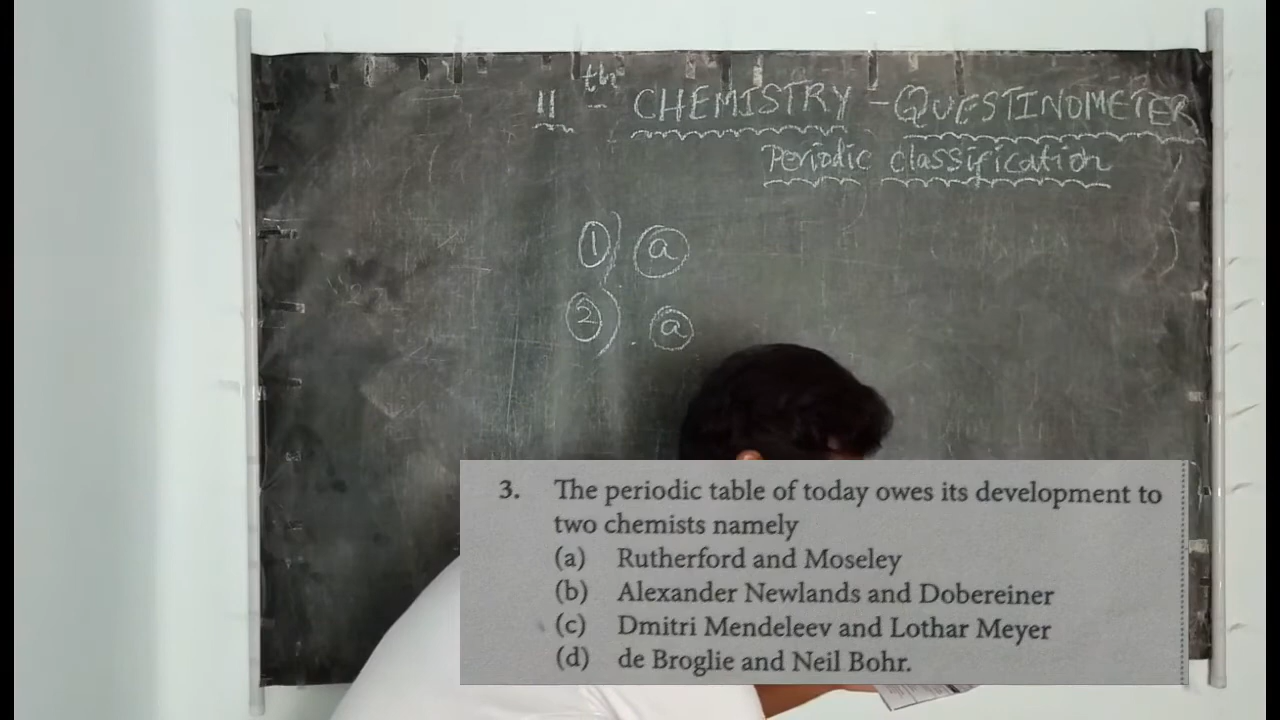 11th CHEMISTRY - QUESTINOMETER
Periodic classification
1) a
2) a
3. The periodic table of today owes its development to
two chemists namely
(a) Rutherford and Moseley
(b) Alexander Newlands and Dobereiner
(c) Dmitri Mendeleev and Lothar Meyer
(d) de Broglie and Neil Bohr.